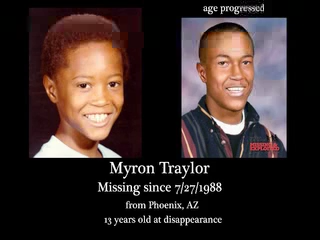 age progressed
Myron Traylor
Missing since 7/27/1988
from Phoenix, AZ
13 years old at disappearance